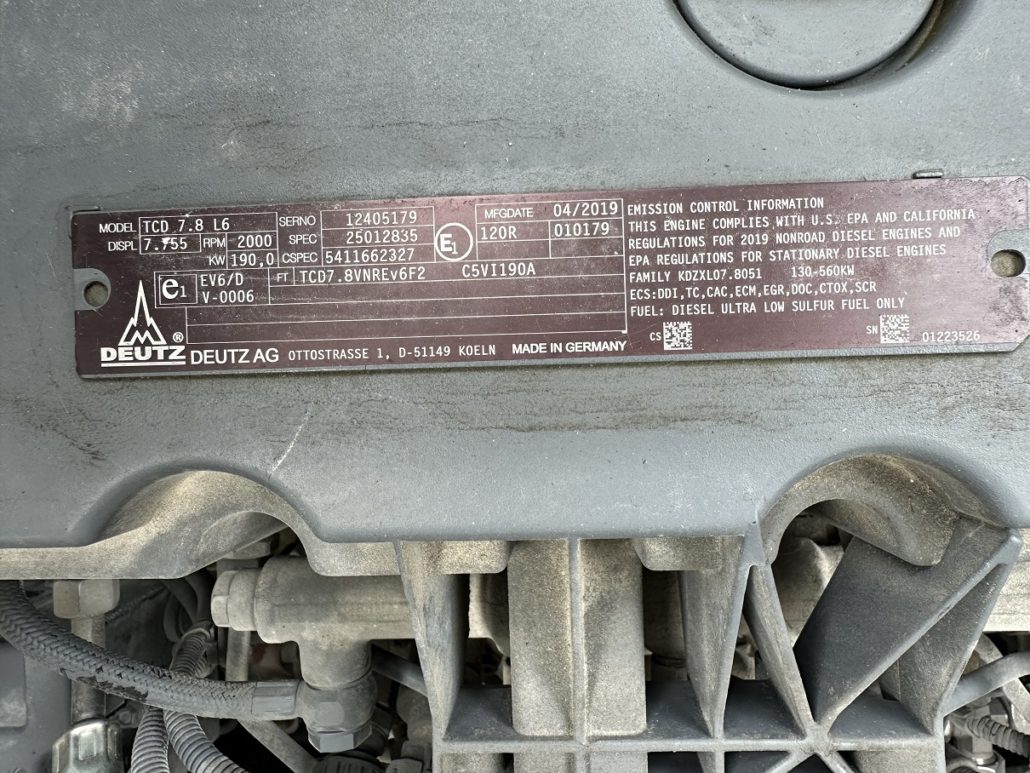 MODEL TCD 7.8 L6 SERNO 12405179 MFGDATE 04/2019
DISPL 7.755 RPM 2000 SPEC 25012835 E1 120R 010179
KW 190,0 CSPEC 5411662327
e1 EV6/D V-0006 FT TCD7.8VNREv6F2 C5VI190A
DEUTZ ® DEUTZ AG OTTOSTRASSE 1, D-51149 KOELN MADE IN GERMANY
EMISSION CONTROL INFORMATION
THIS ENGINE COMPLIES WITH U.S. EPA AND CALIFORNIA
REGULATIONS FOR 2019 NONROAD DIESEL ENGINES AND
EPA REGULATIONS FOR STATIONARY DIESEL ENGINES
FAMILY KDZXL07.8051 130-560KW
ECS:DDI,TC,CAC,ECM,EGR,DOC,CTOX,SCR
FUEL: DIESEL ULTRA LOW SULFUR FUEL ONLY
CS SN 01223526